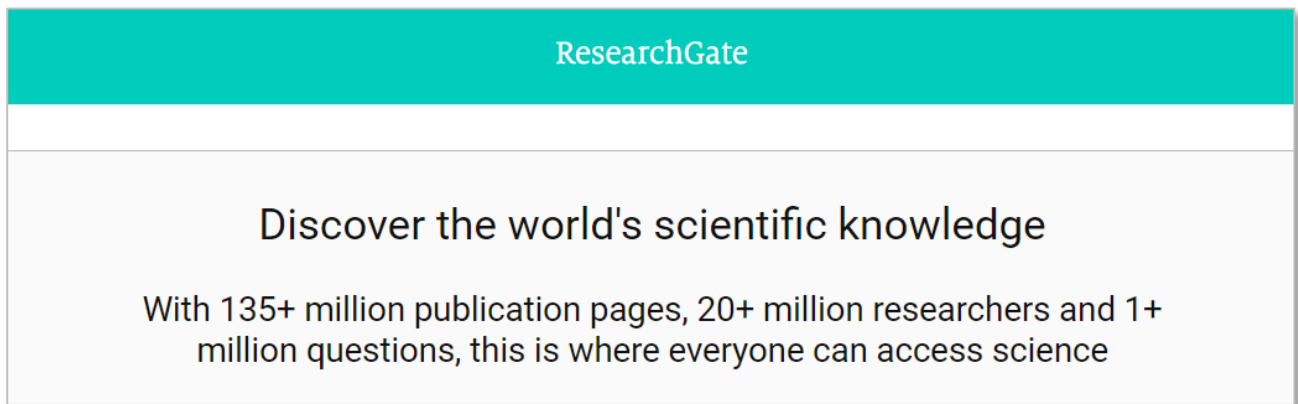 ResearchGate
Discover the world's scientific knowledge
With 135+ million publication pages, 20+ million researchers and 1+
million questions, this is where everyone can access science